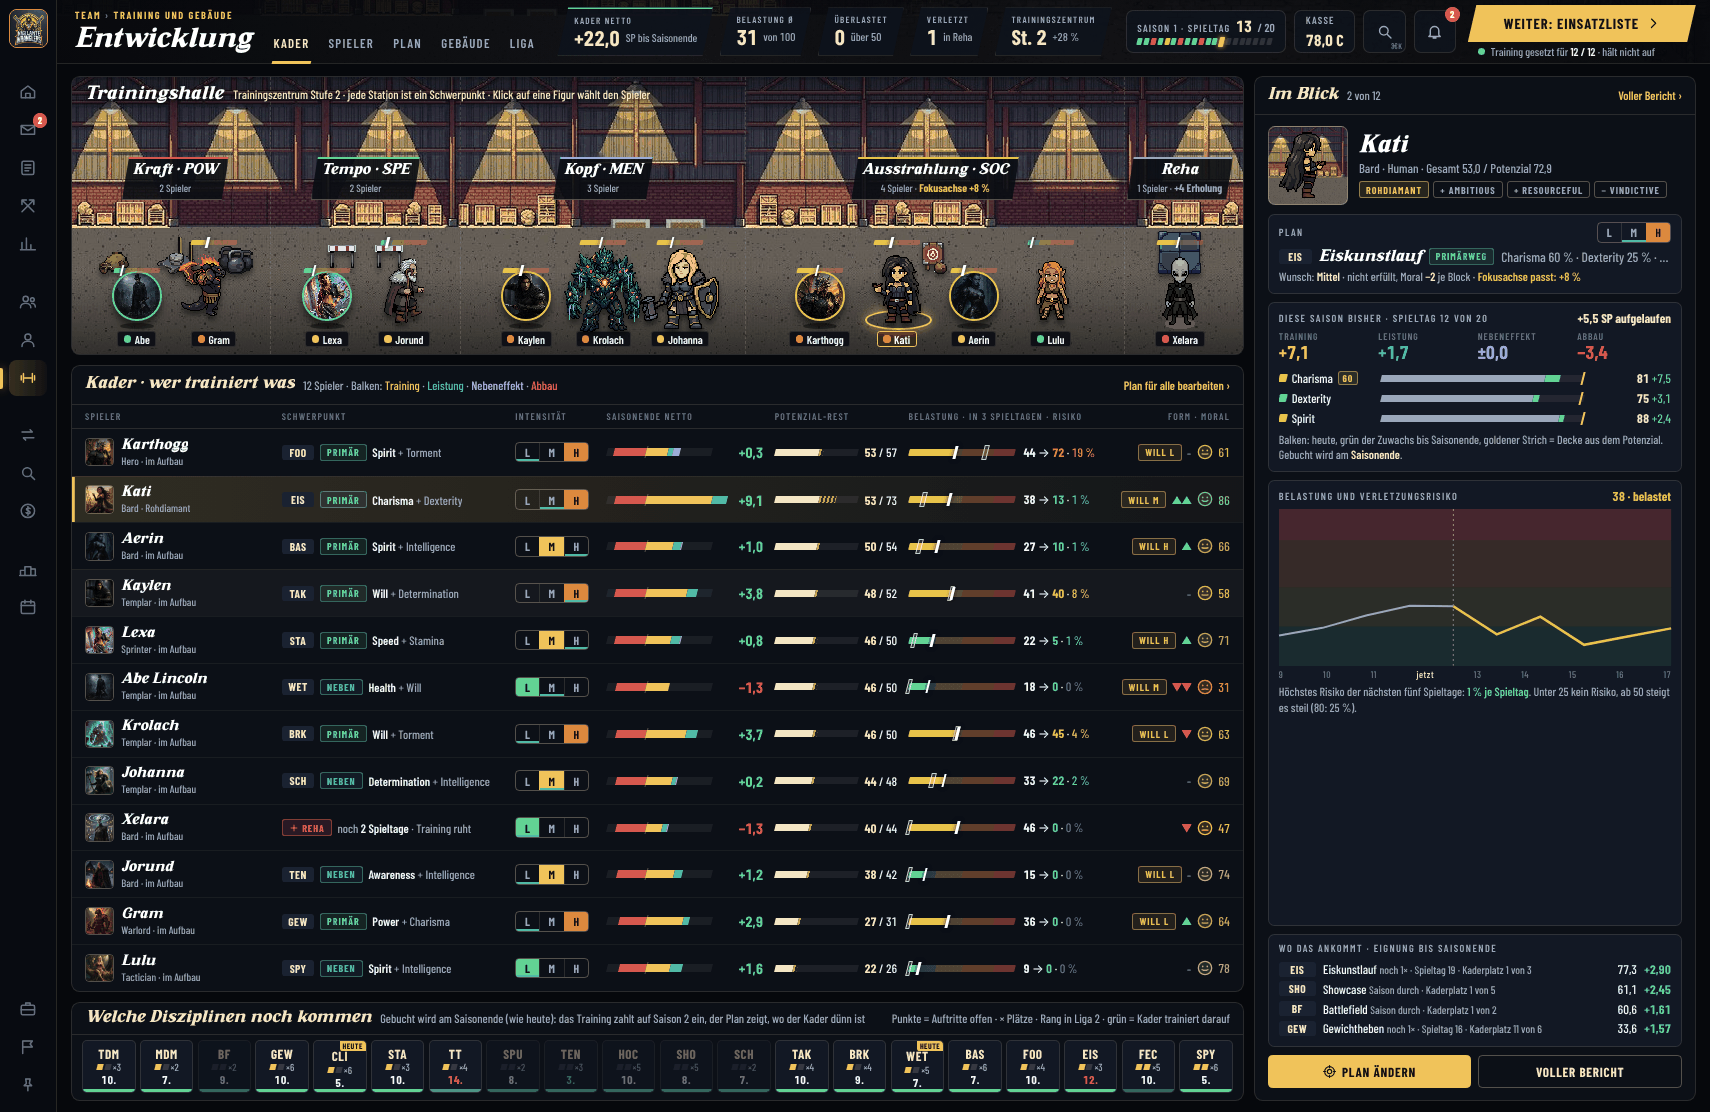 TEAM › TRAINING UND GEBÄUDE
Entwicklung
KADER SPIELER PLAN GEBÄUDE LIGA
KADER NETTO
+22,0 SP bis Saisonende
BELASTUNG Ø
31 von 100
ÜBERLASTET
0 über 50
VERLETZT
1 in Reha
TRAININGSZENTRUM
St. 2 +28 %
SAISON 1 · SPIELTAG 13 / 20
KASSE
78,0 C
⌘K
2
WEITER: EINSATZLISTE
Training gesetzt für 12 / 12 · hält nicht auf
2
Trainingshalle Trainingszentrum Stufe 2 · jede Station ist ein Schwerpunkt · Klick auf eine Figur wählt den Spieler
Kraft · POW
2 Spieler
Tempo · SPE
2 Spieler
Kopf · MEN
3 Spieler
Ausstrahlung · SOC
4 Spieler · Fokusachse +8 %
Reha
1 Spieler · +4 Erholung
Abe Gram Lexa Jorund Kaylen Krolach Johanna Karthogg Kati Aerin Lulu Xelara
Kader · wer trainiert was 12 Spieler · Balken: Training · Leistung · Nebeneffekt · Abbau
Plan für alle bearbeiten ›
SPIELER SCHWERPUNKT INTENSITÄT SAISONENDE NETTO POTENZIAL-REST BELASTUNG · IN 3 SPIELTAGEN · RISIKO FORM · MORAL
Karthogg
Hero · im Aufbau
FOO PRIMÄR Spirit + Torment L M H +0,3 53 / 57 44 → 72 · 19 % WILL L - 61
Kati
Bard · Rohdiamant
EIS PRIMÄR Charisma + Dexterity L M H +9,1 53 / 73 38 → 13 · 1 % WILL M 86
Aerin
Bard · im Aufbau
BAS PRIMÄR Spirit + Intelligence L M H +1,0 50 / 54 27 → 10 · 1 % WILL H 66
Kaylen
Templar · im Aufbau
TAK PRIMÄR Will + Determination L M H +3,8 48 / 52 41 → 40 · 8 % - 58
Lexa
Sprinter · im Aufbau
STA PRIMÄR Speed + Stamina L M H +0,8 46 / 50 22 → 5 · 1 % WILL H 71
Abe Lincoln
Templar · im Aufbau
WET NEBEN Health + Will L M H −1,3 46 / 50 18 → 0 · 0 % WILL M 31
Krolach
Templar · im Aufbau
BRK PRIMÄR Will + Torment L M H +3,7 46 / 50 46 → 45 · 4 % WILL L 63
Johanna
Templar · im Aufbau
SCH NEBEN Determination + Intelligence L M H +0,2 44 / 48 33 → 22 · 2 % - 69
Xelara
Bard · im Aufbau
+ REHA noch 2 Spieltage · Training ruht L M H −1,3 40 / 44 46 → 0 · 0 % 47
Jorund
Bard · im Aufbau
TEN NEBEN Awareness + Intelligence L M H +1,2 38 / 42 15 → 0 · 0 % WILL L - 74
Gram
Warlord · im Aufbau
GEW PRIMÄR Power + Charisma L M H +2,9 27 / 31 36 → 0 · 0 % WILL L 64
Lulu
Tactician · im Aufbau
SPY NEBEN Spirit + Intelligence L M H +1,6 22 / 26 9 → 0 · 0 % - 78
Welche Disziplinen noch kommen Gebucht wird am Saisonende (wie heute): das Training zahlt auf Saison 2 ein, der Plan zeigt, wo der Kader dünn ist
Punkte = Auftritte offen · × Plätze · Rang in Liga 2 · grün = Kader trainiert darauf
HEUTE HEUTE
TDM MDM BF GEW CLI STA TT SPU TEN HOC SHO SCH TAK BRK WET BAS FOO EIS FEC SPY
×3 ×2 ×2 ×6 ×6 ×3 ×4 ×2 ×2 ×6 ×3 ×2 ×4 ×4 ×5 ×6 ×4 ×3 ×5 ×6
10. 7. 9. 10. 5. 10. 14. 8. 3. 10. 8. 7. 10. 9. 7. 7. 10. 12. 10. 5.
Im Blick 2 von 12
Voller Bericht ›
Kati
Bard · Human · Gesamt 53,0 / Potenzial 72,9
ROHDIAMANT + AMBITIOUS + RESOURCEFUL − VINDICTIVE
PLAN
L M H
EIS Eiskunstlauf PRIMÄRWEG Charisma 60 % · Dexterity 25 % · ...
Wunsch: Mittel · nicht erfüllt, Moral −2 je Block · Fokusachse passt: +8 %
DIESE SAISON BISHER · SPIELTAG 12 VON 20
+5,5 SP aufgelaufen
TRAINING LEISTUNG NEBENEFFEKT ABBAU
+7,1 +1,7 ±0,0 −3,4
Charisma 60 81 +7,5
Dexterity 75 +3,1
Spirit 88 +2,4
Balken: heute, grün der Zuwachs bis Saisonende, goldener Strich = Decke aus dem Potenzial.
Gebucht wird am Saisonende.
BELASTUNG UND VERLETZUNGSRISIKO
38 · belastet
9 10 11 jetzt 13 14 15 16 17
Höchstes Risiko der nächsten fünf Spieltage: 1 % je Spieltag. Unter 25 kein Risiko, ab 50 steigt
es steil (80: 25 %).
WO DAS ANKOMMT · EIGNUNG BIS SAISONENDE
EIS Eiskunstlauf noch 1× · Spieltag 19 · Kaderplatz 1 von 3 77,3 +2,90
SHO Showcase Saison durch · Kaderplatz 1 von 5 61,1 +2,45
BF Battlefield Saison durch · Kaderplatz 1 von 2 60,6 +1,61
GEW Gewichtheben noch 1× · Spieltag 16 · Kaderplatz 11 von 6 33,6 +1,57
PLAN ÄNDERN
VOLLER BERICHT